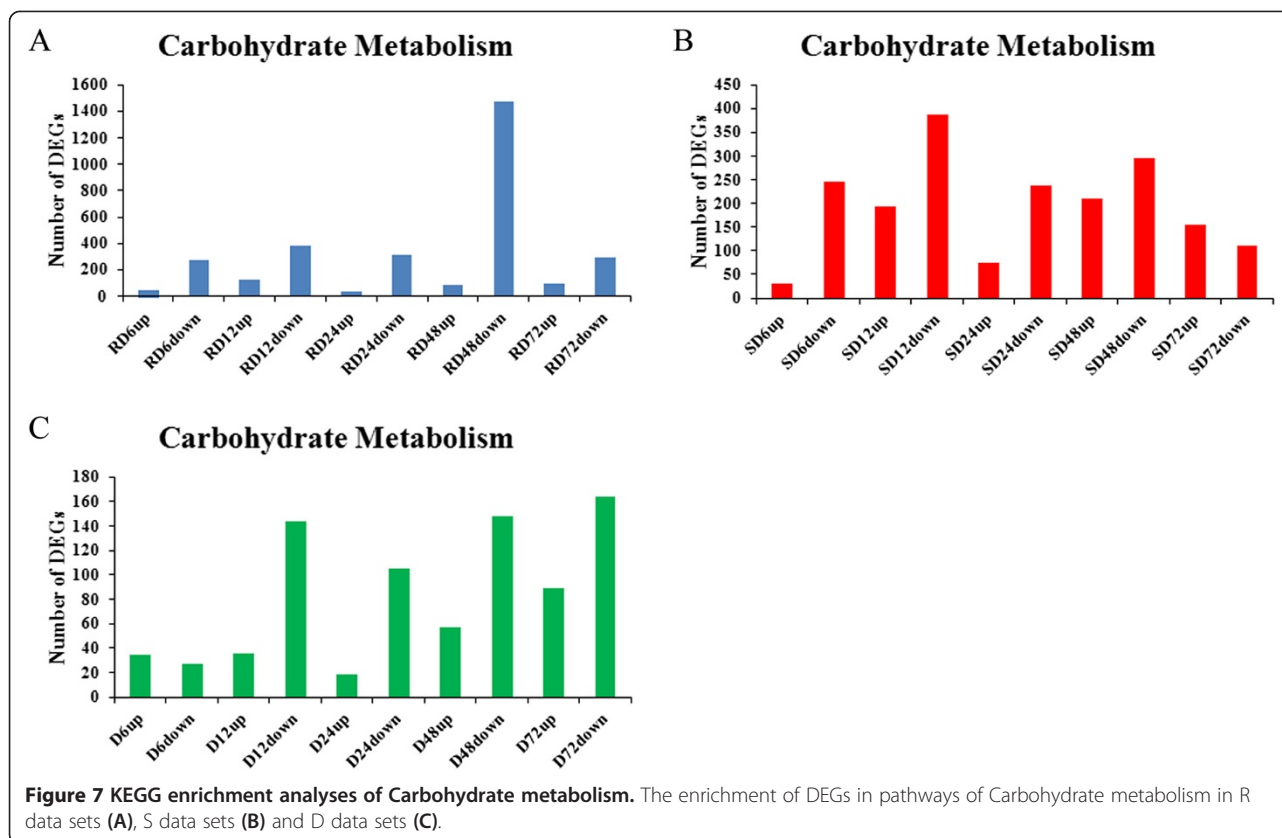 A
Carbohydrate Metabolism
Number of DEGs
1600
1400
1200
1000
800
600
400
200
0
RD6up
RD6down
RD12up
RD12down
RD24up
RD24down
RD48up
RD48down
RD72up
RD72down
B
Carbohydrate Metabolism
Number of DEGs
450
400
350
300
250
200
150
100
50
0
SD6up
SD6down
SD12up
SD12down
SD24up
SD24down
SD48up
SD48down
SD72up
SD72down
C
Carbohydrate Metabolism
Number of DEGs
180
160
140
120
100
80
60
40
20
0
D6up
D6down
D12up
D12down
D24up
D24down
D48up
D48down
D72up
D72down
Figure 7 KEGG enrichment analyses of Carbohydrate metabolism. The enrichment of DEGs in pathways of Carbohydrate metabolism in R
data sets (A), S data sets (B) and D data sets (C).